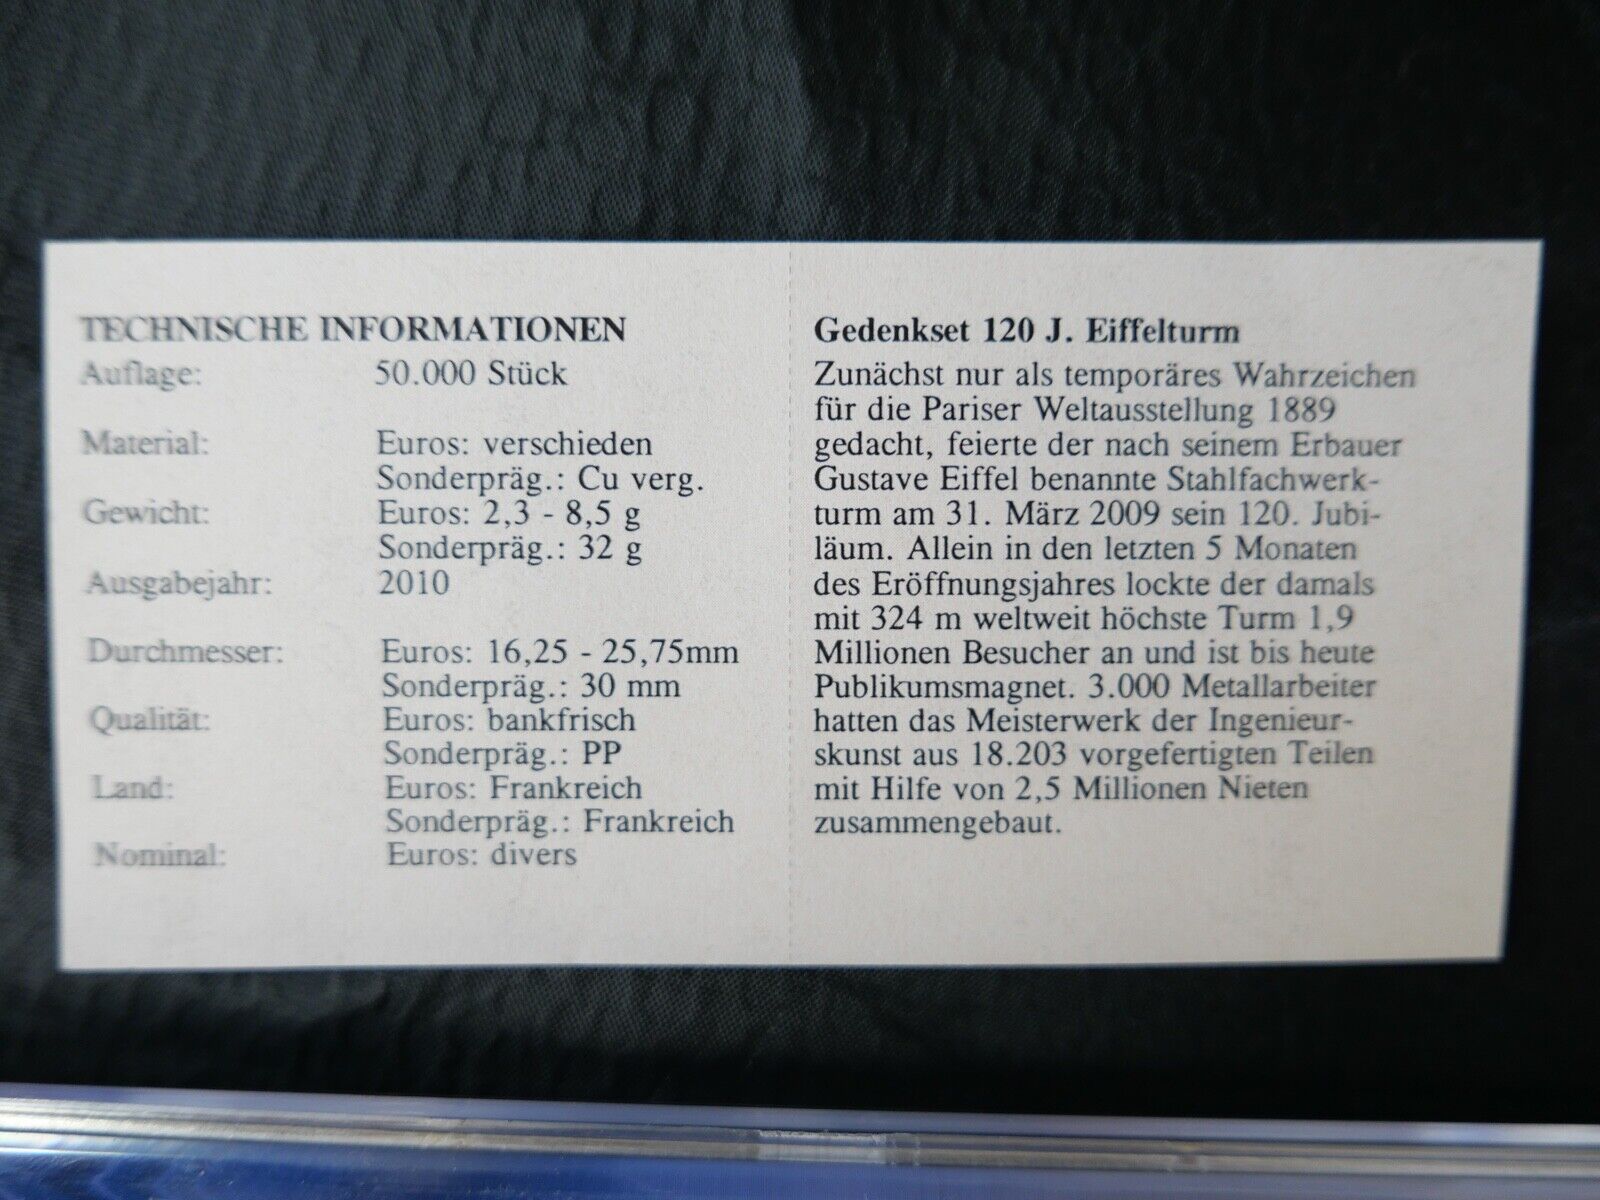 TECHNISCHE INFORMATIONEN
Auflage: 50.000 Stück
Material: Euros: verschieden
Sonderpräg.: Cu verg.
Gewicht: Euros: 2,3 - 8,5 g
Sonderpräg.: 32 g
Ausgabejahr: 2010
Durchmesser: Euros: 16,25 - 25,75mm
Sonderpräg.: 30 mm
Qualität: Euros: bankfrisch
Sonderpräg.: PP
Land: Euros: Frankreich
Sonderpräg.: Frankreich
Nominal: Euros: divers
Gedenkset 120 J. Eiffelturm
Zunächst nur als temporäres Wahrzeichen
für die Pariser Weltausstellung 1889
gedacht, feierte der nach seinem Erbauer
Gustave Eiffel benannte Stahlfachwerk-
turm am 31. März 2009 sein 120. Jubi-
läum. Allein in den letzten 5 Monaten
des Eröffnungsjahres lockte der damals
mit 324 m weltweit höchste Turm 1,9
Millionen Besucher an und ist bis heute
Publikumsmagnet. 3.000 Metallarbeiter
hatten das Meisterwerk der Ingenieur-
skunst aus 18.203 vorgefertigten Teilen
mit Hilfe von 2,5 Millionen Nieten
zusammengebaut.